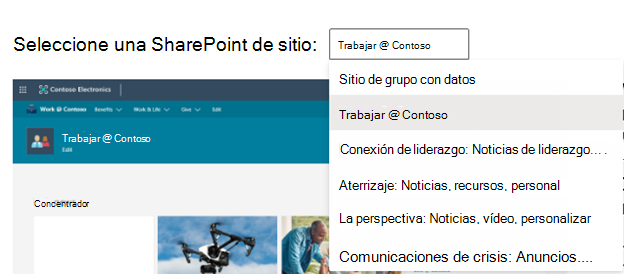 Seleccione una SharePoint de sitio:
Trabajar @ Contoso
Sitio de grupo con datos
Contoso Electronics
Work @ Contoso Benefits Work & Life Give Edit
Trabajar @ Contoso
Trabajar @ Contoso
Edit
Conexión de liderazgo: Noticias de liderazgo....
Aterrizaje: Noticias, recursos, personal
Concentrador
La perspectiva: Noticias, vídeo, personalizar
Comunicaciones de crisis: Anuncios....